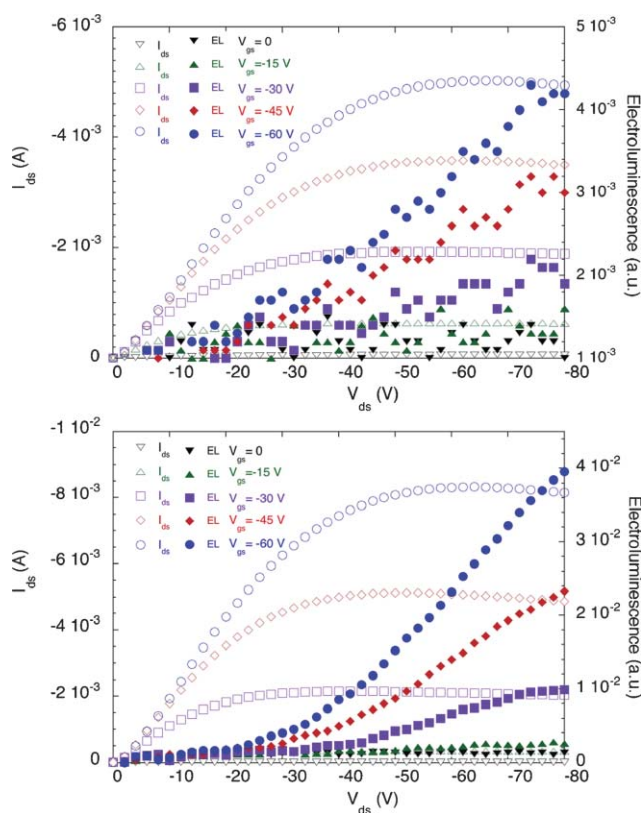 -6 10⁻³
5 10⁻³
I_ds EL V_gs = 0
I_ds EL V_gs =-15 V
I_ds EL V_gs = -30 V
I_ds EL V_gs = -45 V
I_ds EL V_gs = -60 V
-4 10⁻³
4 10⁻³
I_ds (A)
Electroluminescence (a.u.)
3 10⁻³
-2 10⁻³
2 10⁻³
0
1 10⁻³
0 -10 -20 -30 -40 -50 -60 -70 -80
V_ds (V)
-1 10⁻²
I_ds EL V_gs = 0
I_ds EL V_gs =-15 V
I_ds EL V_gs = -30 V
I_ds EL V_gs = -45 V
I_ds EL V_gs = -60 V
4 10⁻²
-8 10⁻³
3 10⁻²
-6 10⁻³
I_ds (A)
Electroluminescence (a.u.)
2 10⁻²
-4 10⁻³
1 10⁻²
-2 10⁻³
0
0
0 -10 -20 -30 -40 -50 -60 -70 -80
V_ds (V)